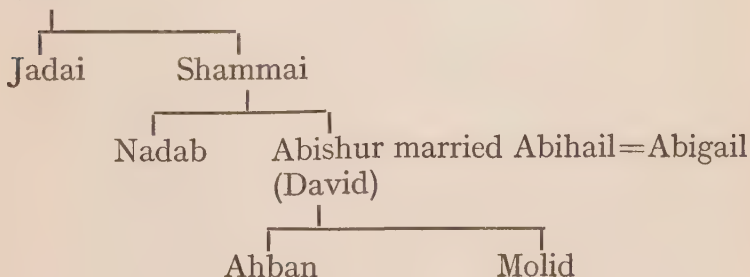 Jadai Shammai
Nadab Abishur married Abihail=Abigail
(David)
Ahban Molid